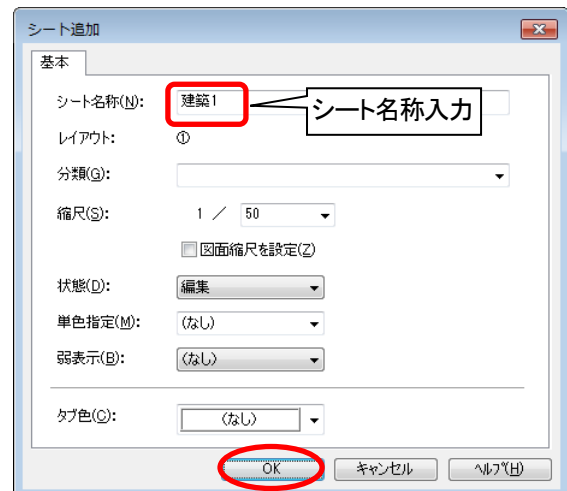 シート追加
基本
シート名称(N): 建築1
シート名称入力
レイアウト: ①
分類(G):
縮尺(S): 1 ／ 50
図面縮尺を設定(Z)
状態(D): 編集
単色指定(M): (なし)
弱表示(B): (なし)
タブ色(C): (なし)
OK キャンセル ヘルプ(H)